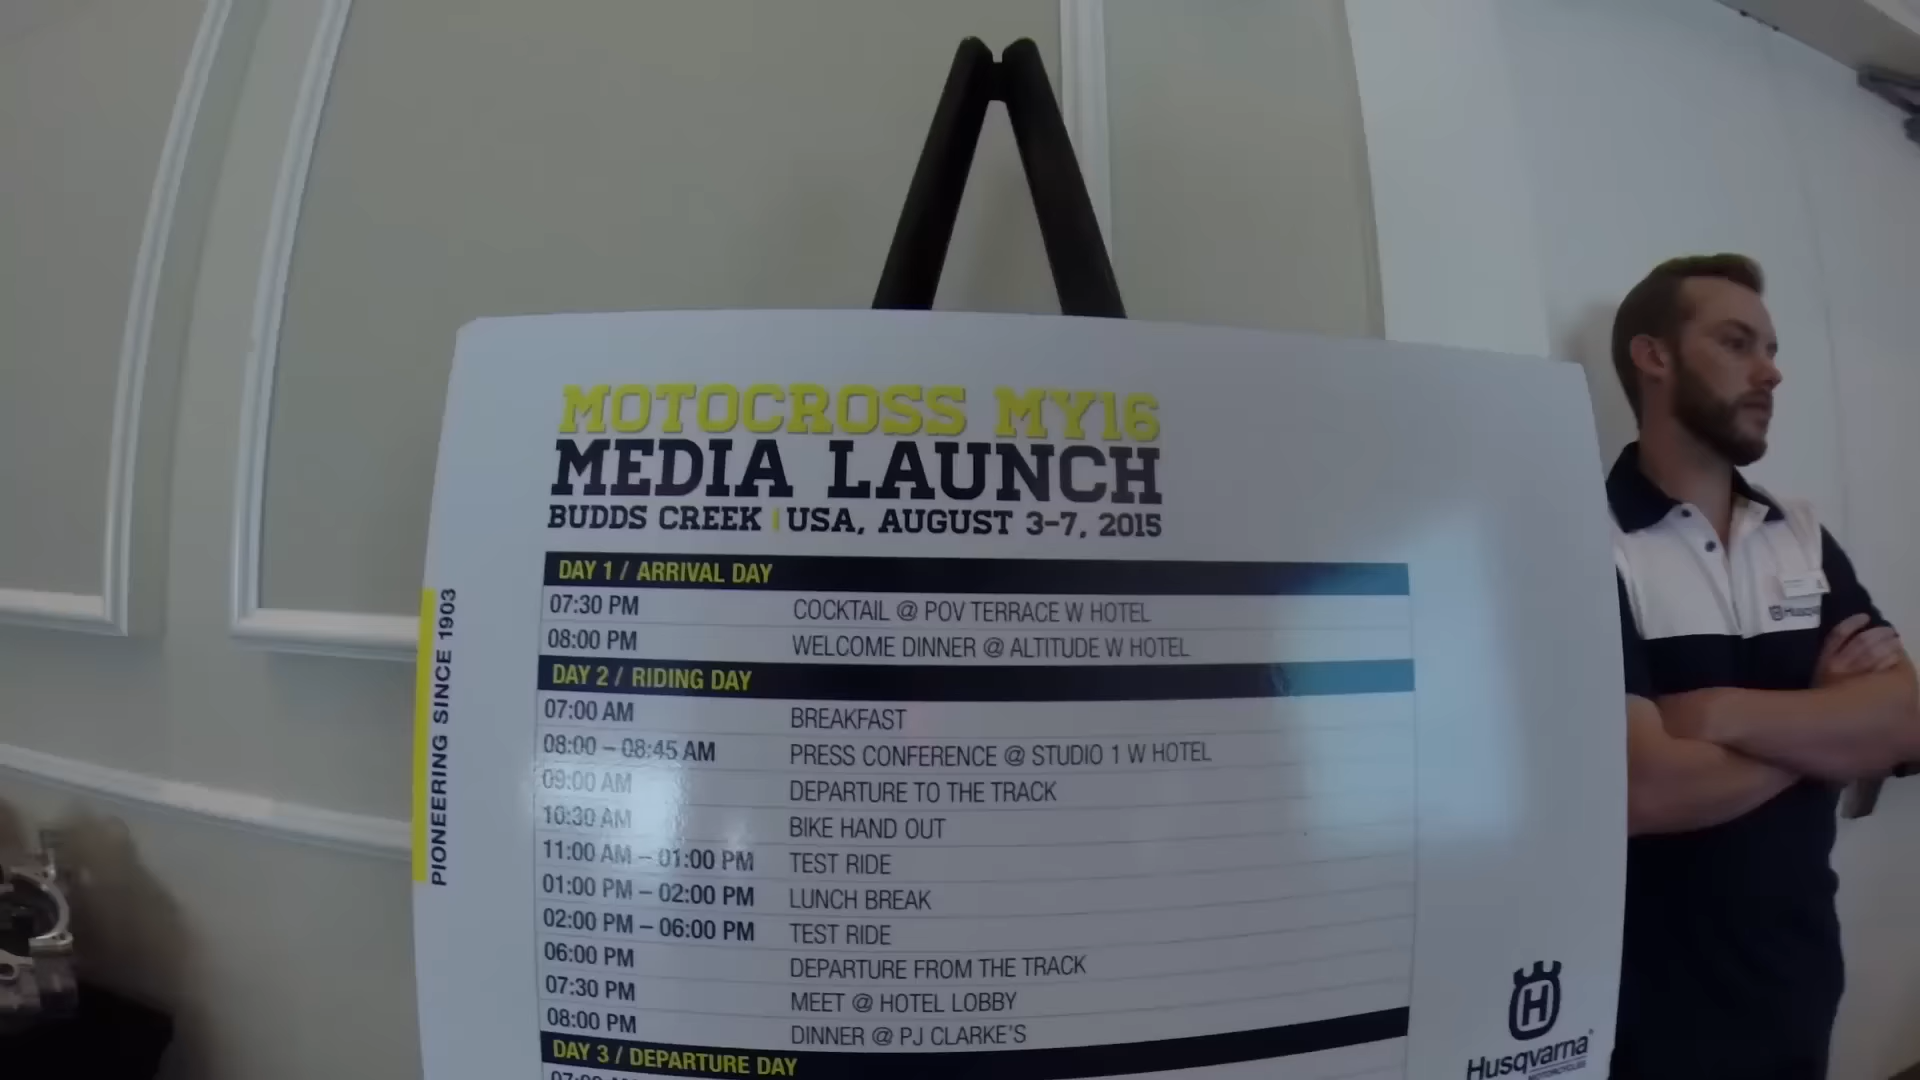 MOTOCROSS MY16
MEDIA LAUNCH
BUDDS CREEK | USA, AUGUST 3-7, 2015
DAY 1 / ARRIVAL DAY
07:30 PM COCKTAIL @ POV TERRACE W HOTEL
08:00 PM WELCOME DINNER @ ALTITUDE W HOTEL
DAY 2 / RIDING DAY
07:00 AM BREAKFAST
08:00 – 08:45 AM PRESS CONFERENCE @ STUDIO 1 W HOTEL
09:00 AM DEPARTURE TO THE TRACK
10:30 AM BIKE HAND OUT
11:00 AM – 01:00 PM TEST RIDE
01:00 PM – 02:00 PM LUNCH BREAK
02:00 PM – 06:00 PM TEST RIDE
06:00 PM DEPARTURE FROM THE TRACK
07:30 PM MEET @ HOTEL LOBBY
08:00 PM DINNER @ PJ CLARKE'S
DAY 3 / DEPARTURE DAY
PIONEERING SINCE 1903
H
Husqvarna
MOTORCYCLES